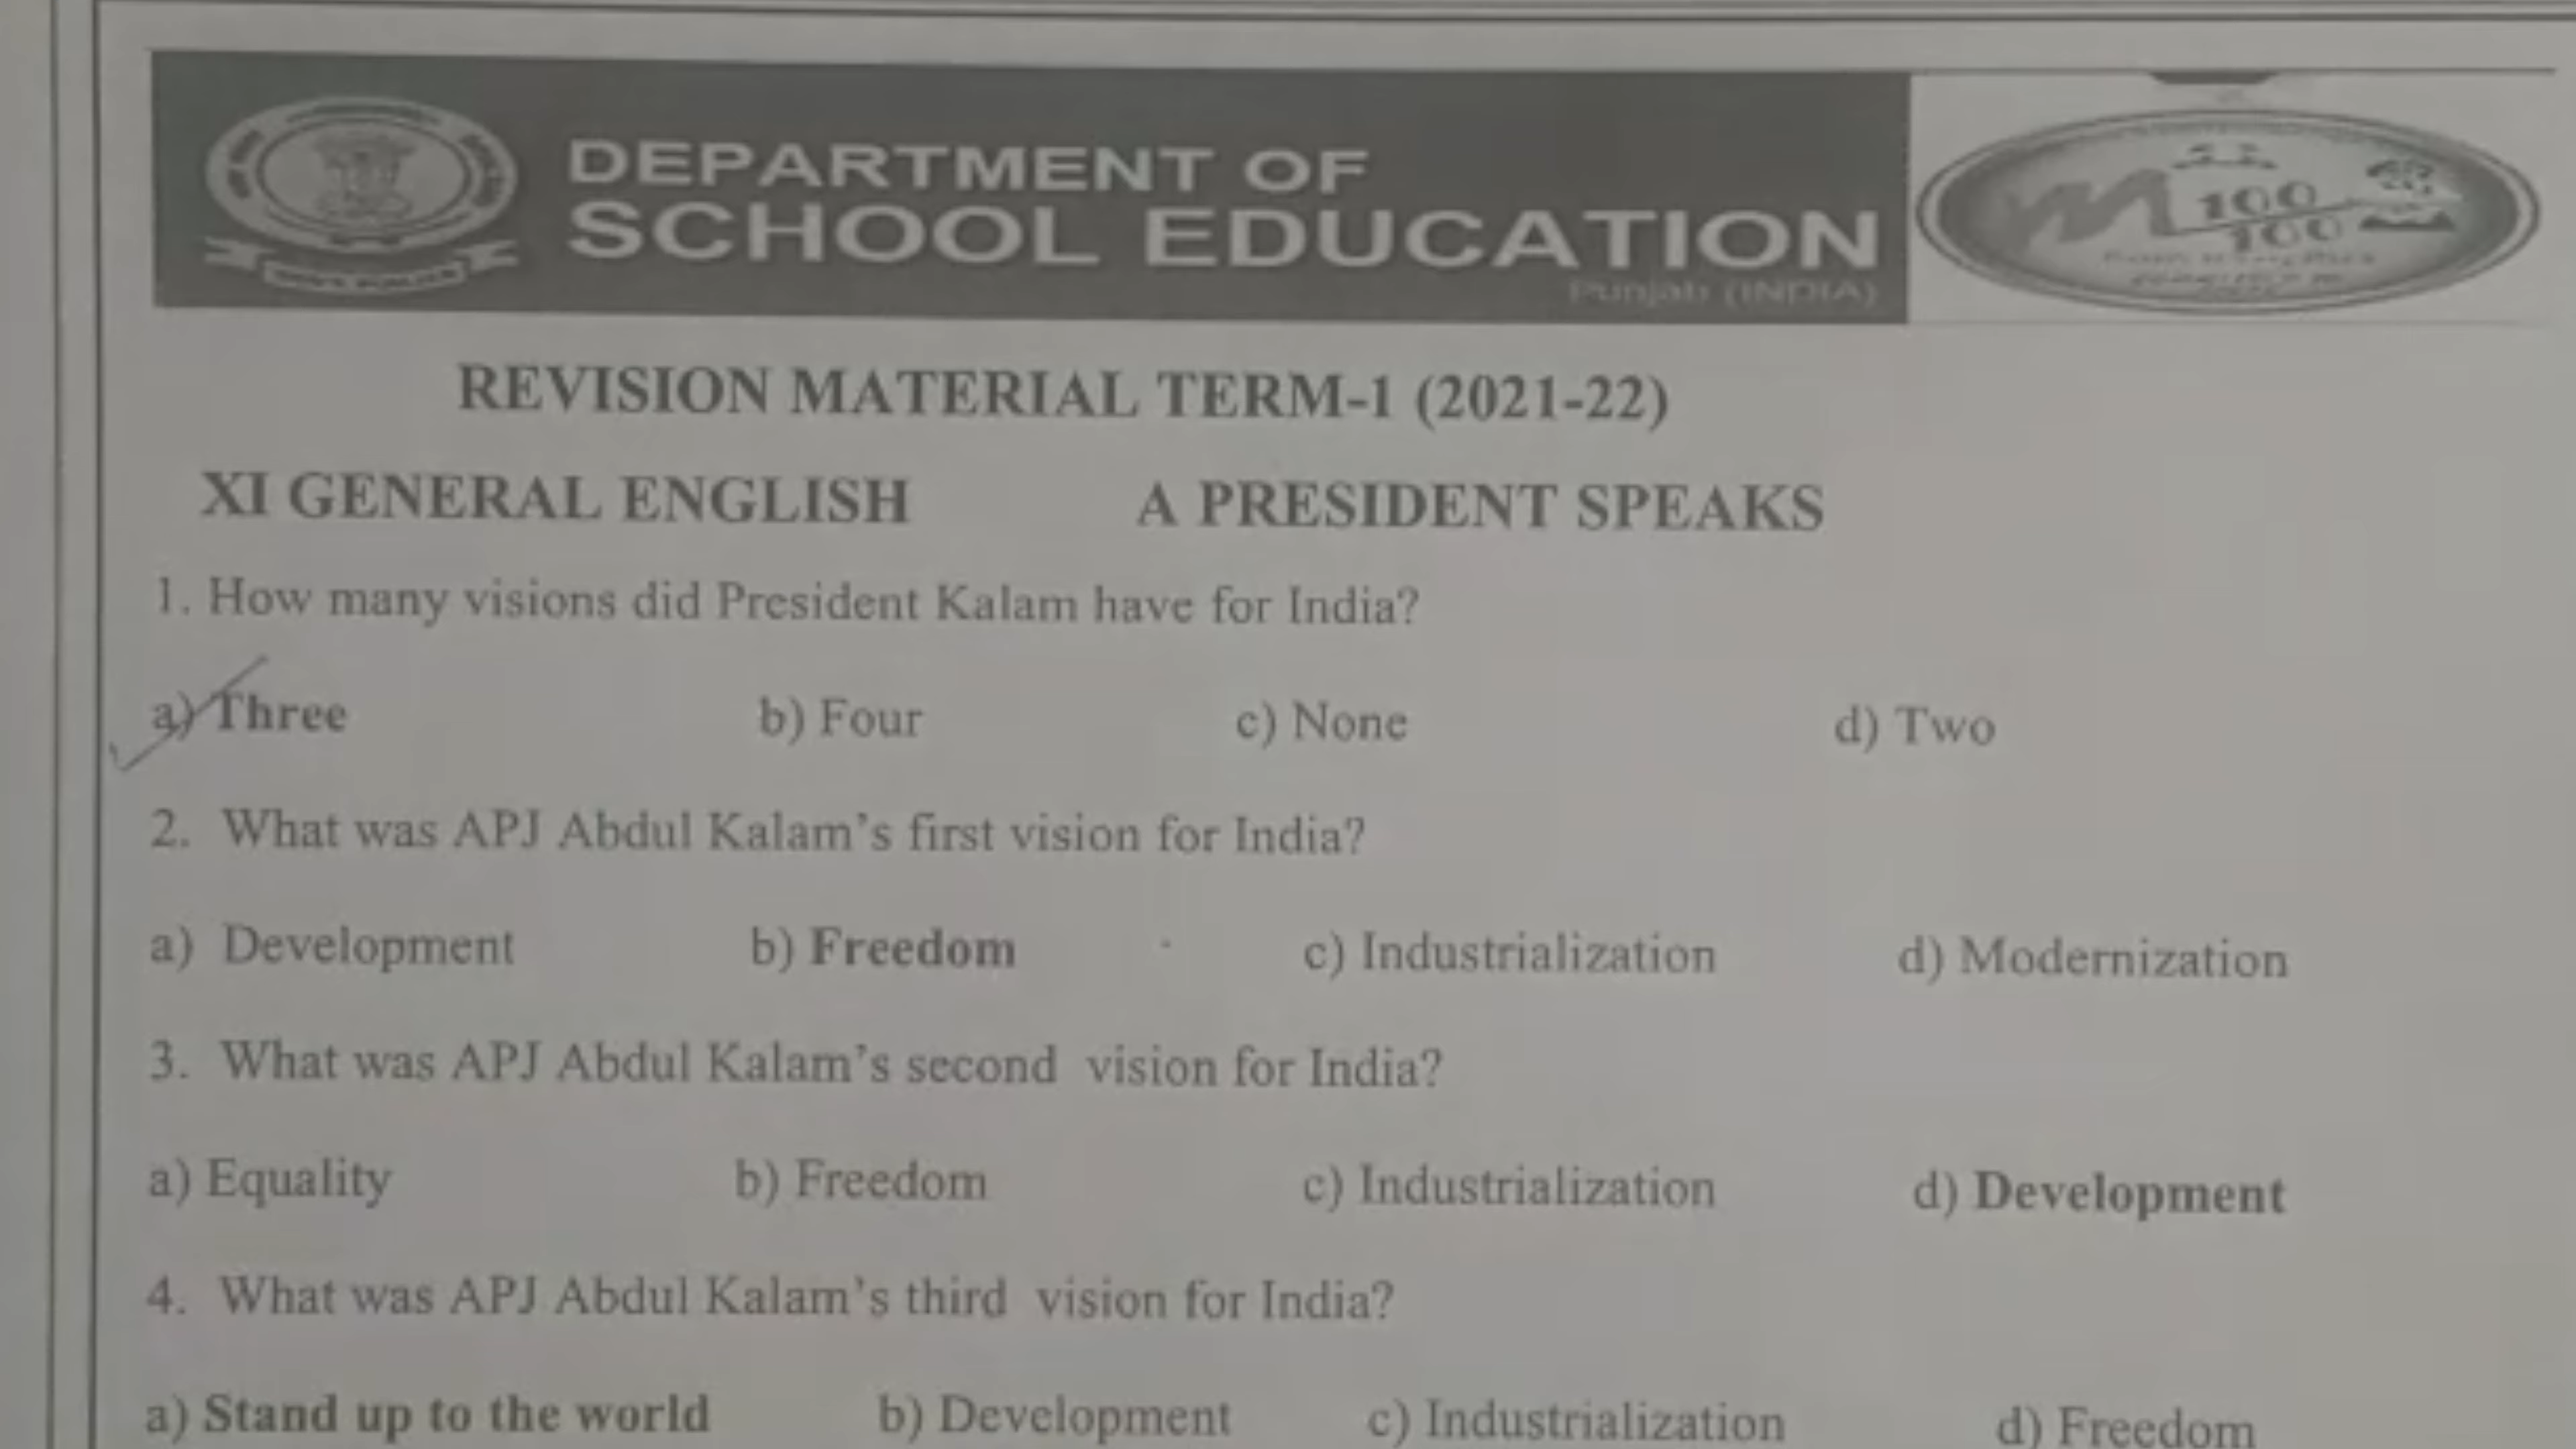 DEPARTMENT OF
SCHOOL EDUCATION
Punjab (INDIA)
100
100
REVISION MATERIAL TERM-1 (2021-22)
XI GENERAL ENGLISH A PRESIDENT SPEAKS
1. How many visions did President Kalam have for India?
a) Three b) Four c) None d) Two
2. What was APJ Abdul Kalam's first vision for India?
a) Development b) Freedom c) Industrialization d) Modernization
3. What was APJ Abdul Kalam's second vision for India?
a) Equality b) Freedom c) Industrialization d) Development
4. What was APJ Abdul Kalam's third vision for India?
a) Stand up to the world b) Development c) Industrialization d) Freedom